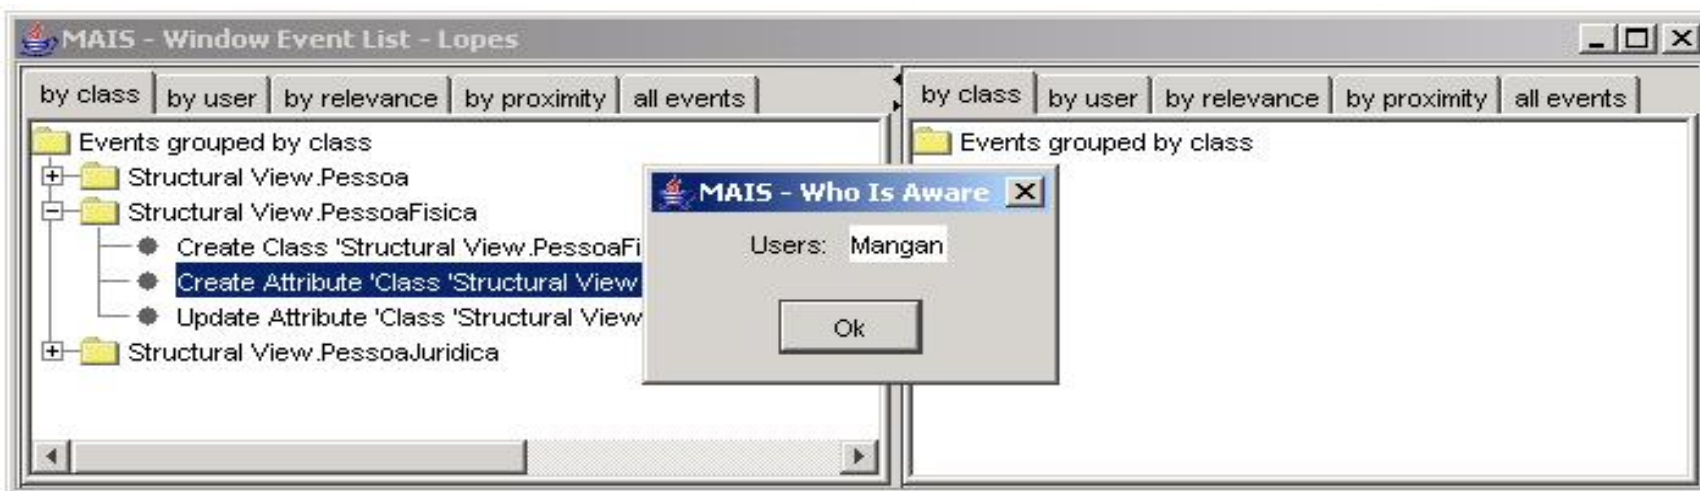 MAIS - Window Event List - Lopes
by class by user by relevance by proximity all events
Events grouped by class
Structural View.Pessoa
Structural View.PessoaFisica
Create Class 'Structural View.PessoaFi
Create Attribute 'Class 'Structural View
Update Attribute 'Class 'Structural View
Structural View.PessoaJuridica
by class by user by relevance by proximity all events
Events grouped by class
MAIS - Who Is Aware
Users: Mangan
Ok